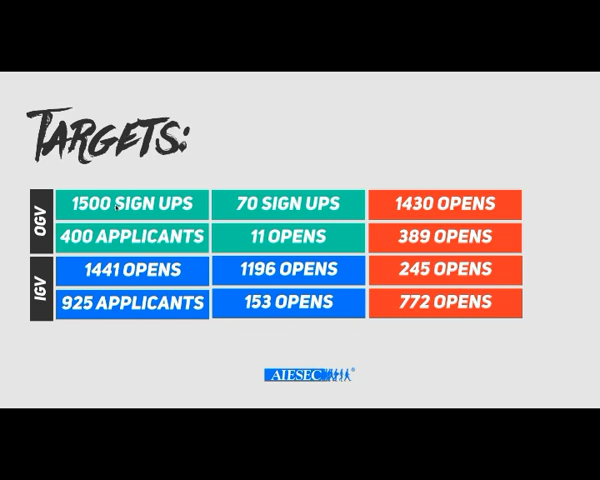 TARGETS:
OGV
1500 SIGN UPS 70 SIGN UPS 1430 OPENS
400 APPLICANTS 11 OPENS 389 OPENS
IGV
1441 OPENS 1196 OPENS 245 OPENS
925 APPLICANTS 153 OPENS 772 OPENS
AIESEC®